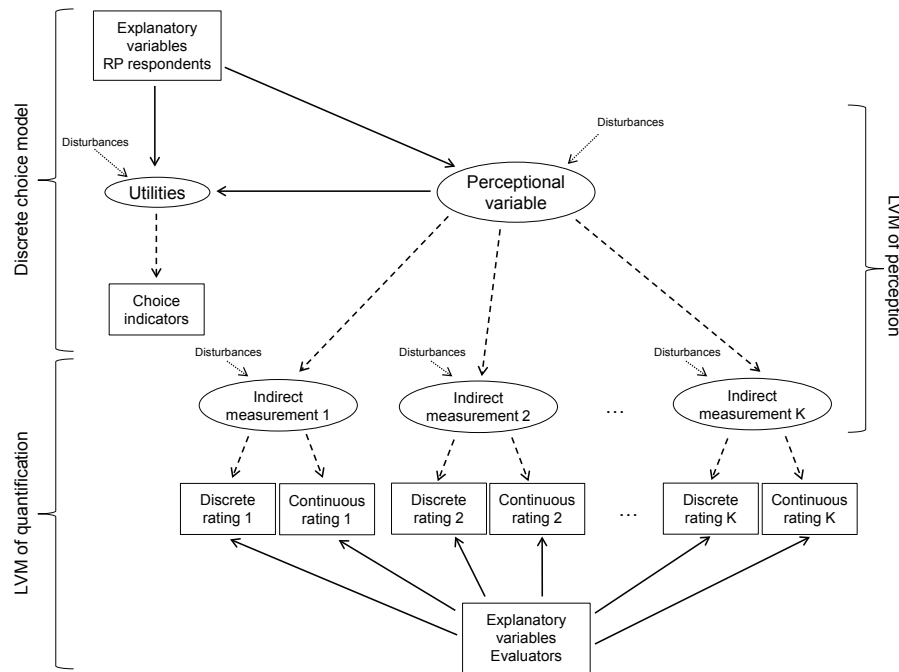 Explanatory
variables
RP respondents
Discrete choice model
Disturbances
Disturbances
Utilities
Perceptional
variable
LVM of perception
Choice
indicators
Disturbances
Disturbances
Disturbances
Indirect
measurement 1
Indirect
measurement 2
...
Indirect
measurement K
LVM of quantification
Discrete
rating 1
Continuous
rating 1
Discrete
rating 2
Continuous
rating 2
...
Discrete
rating K
Continuous
rating K
Explanatory
variables
Evaluators